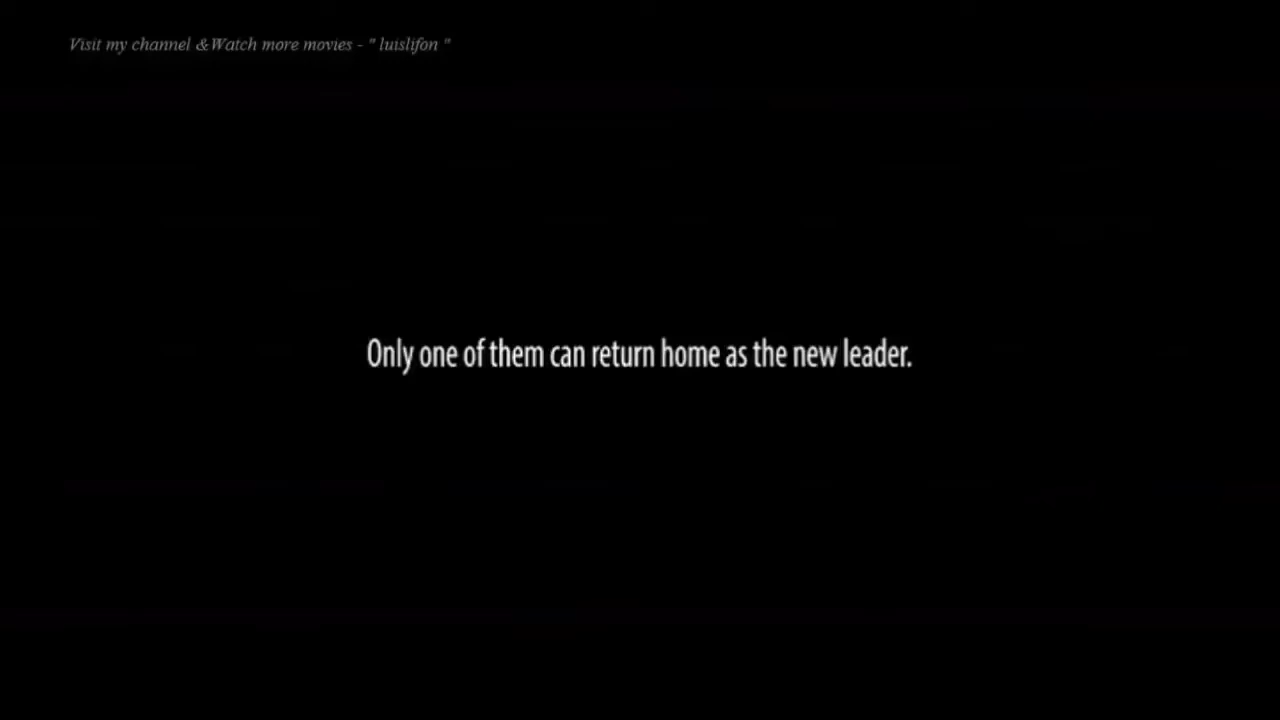 Visit my channel &Watch more movies - " luislifon "
Only one of them can return home as the new leader.